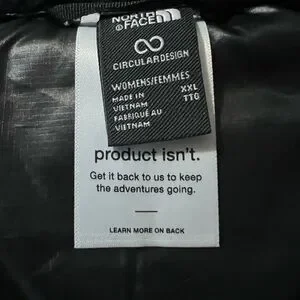 NORTH
FACE
CIRCULARDESIGN
WOMENS/FEMMES
MADE IN
VIETNAM
FABRIQUÉ AU
VIETNAM
XXL
TTG
product isn't.
Get it back to us to keep
the adventures going.
LEARN MORE ON BACK